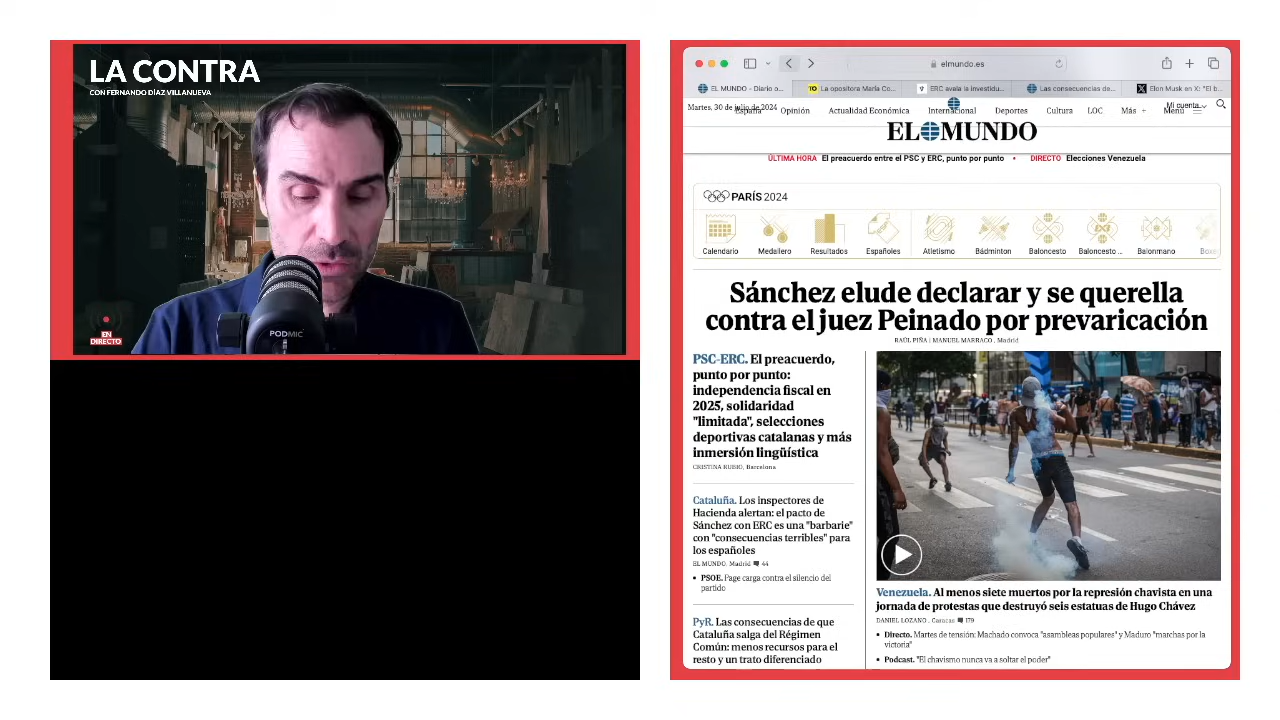 LA CONTRA
CON FERNANDO DÍAZ VILLANUEVA
PODMIC
EN
DIRECTO
elmundo.es
EL MUNDO - Diario o...
La opositora María Co...
ERC avala la investidu...
Las consecuencias de...
Elon Musk en X: "El b...
Martes, 30 de julio de 2024
España
Opinión
Actualidad Económica
Internacional
Deportes
Cultura
LOC
Más +
Menú
Mi cuenta
EL MUNDO
ÚLTIMA HORA El preacuerdo entre el PSC y ERC, punto por punto • DIRECTO Elecciones Venezuela
PARÍS 2024
Calendario
Medallero
Resultados
Españoles
Atletismo
Bádminton
Baloncesto
Baloncesto ...
Balonmano
Boxe
Sánchez elude declarar y se querella
contra el juez Peinado por prevaricación
RAÚL PIÑA | MANUEL MARRACO, Madrid
PSC-ERC. El preacuerdo,
punto por punto:
independencia fiscal en
2025, solidaridad
"limitada", selecciones
deportivas catalanas y más
inmersión lingüística
CRISTINA RUBIO, Barcelona
Cataluña. Los inspectores de
Hacienda alertan: el pacto de
Sánchez con ERC es una "barbarie"
con "consecuencias terribles" para
los españoles
EL MUNDO, Madrid 44
• PSOE. Page carga contra el silencio del
partido
PyR. Las consecuencias de que
Cataluña salga del Régimen
Común: menos recursos para el
resto y un trato diferenciado
Venezuela. Al menos siete muertos por la represión chavista en una
jornada de protestas que destruyó seis estatuas de Hugo Chávez
DANIEL LOZANO, Caracas 179
• Directo. Martes de tensión: Machado convoca "asambleas populares" y Maduro "marchas por la
victoria"
• Podcast. "El chavismo nunca va a soltar el poder"